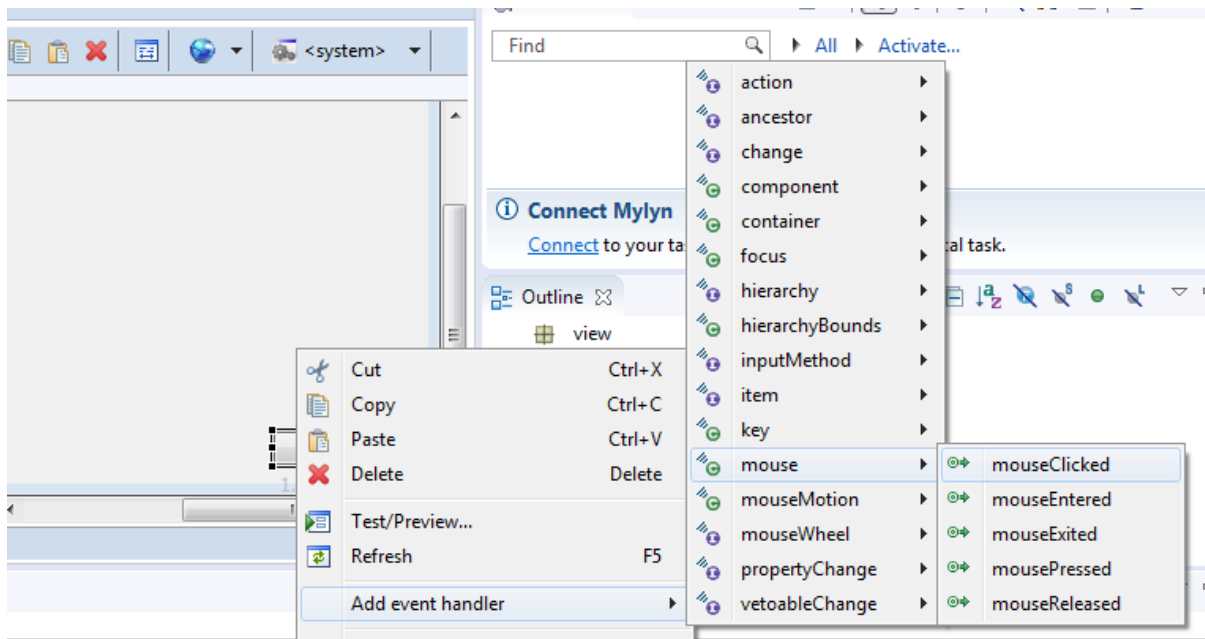 <system>
Find
All
Activate...
Connect Mylyn
Connect to your ta
cal task.
Outline
view
Cut Ctrl+X
Copy Ctrl+C
Paste Ctrl+V
Delete Delete
Test/Preview...
Refresh F5
Add event handler
action
ancestor
change
component
container
focus
hierarchy
hierarchyBounds
inputMethod
item
key
mouse
mouseMotion
mouseWheel
propertyChange
vetoableChange
mouseClicked
mouseEntered
mouseExited
mousePressed
mouseReleased